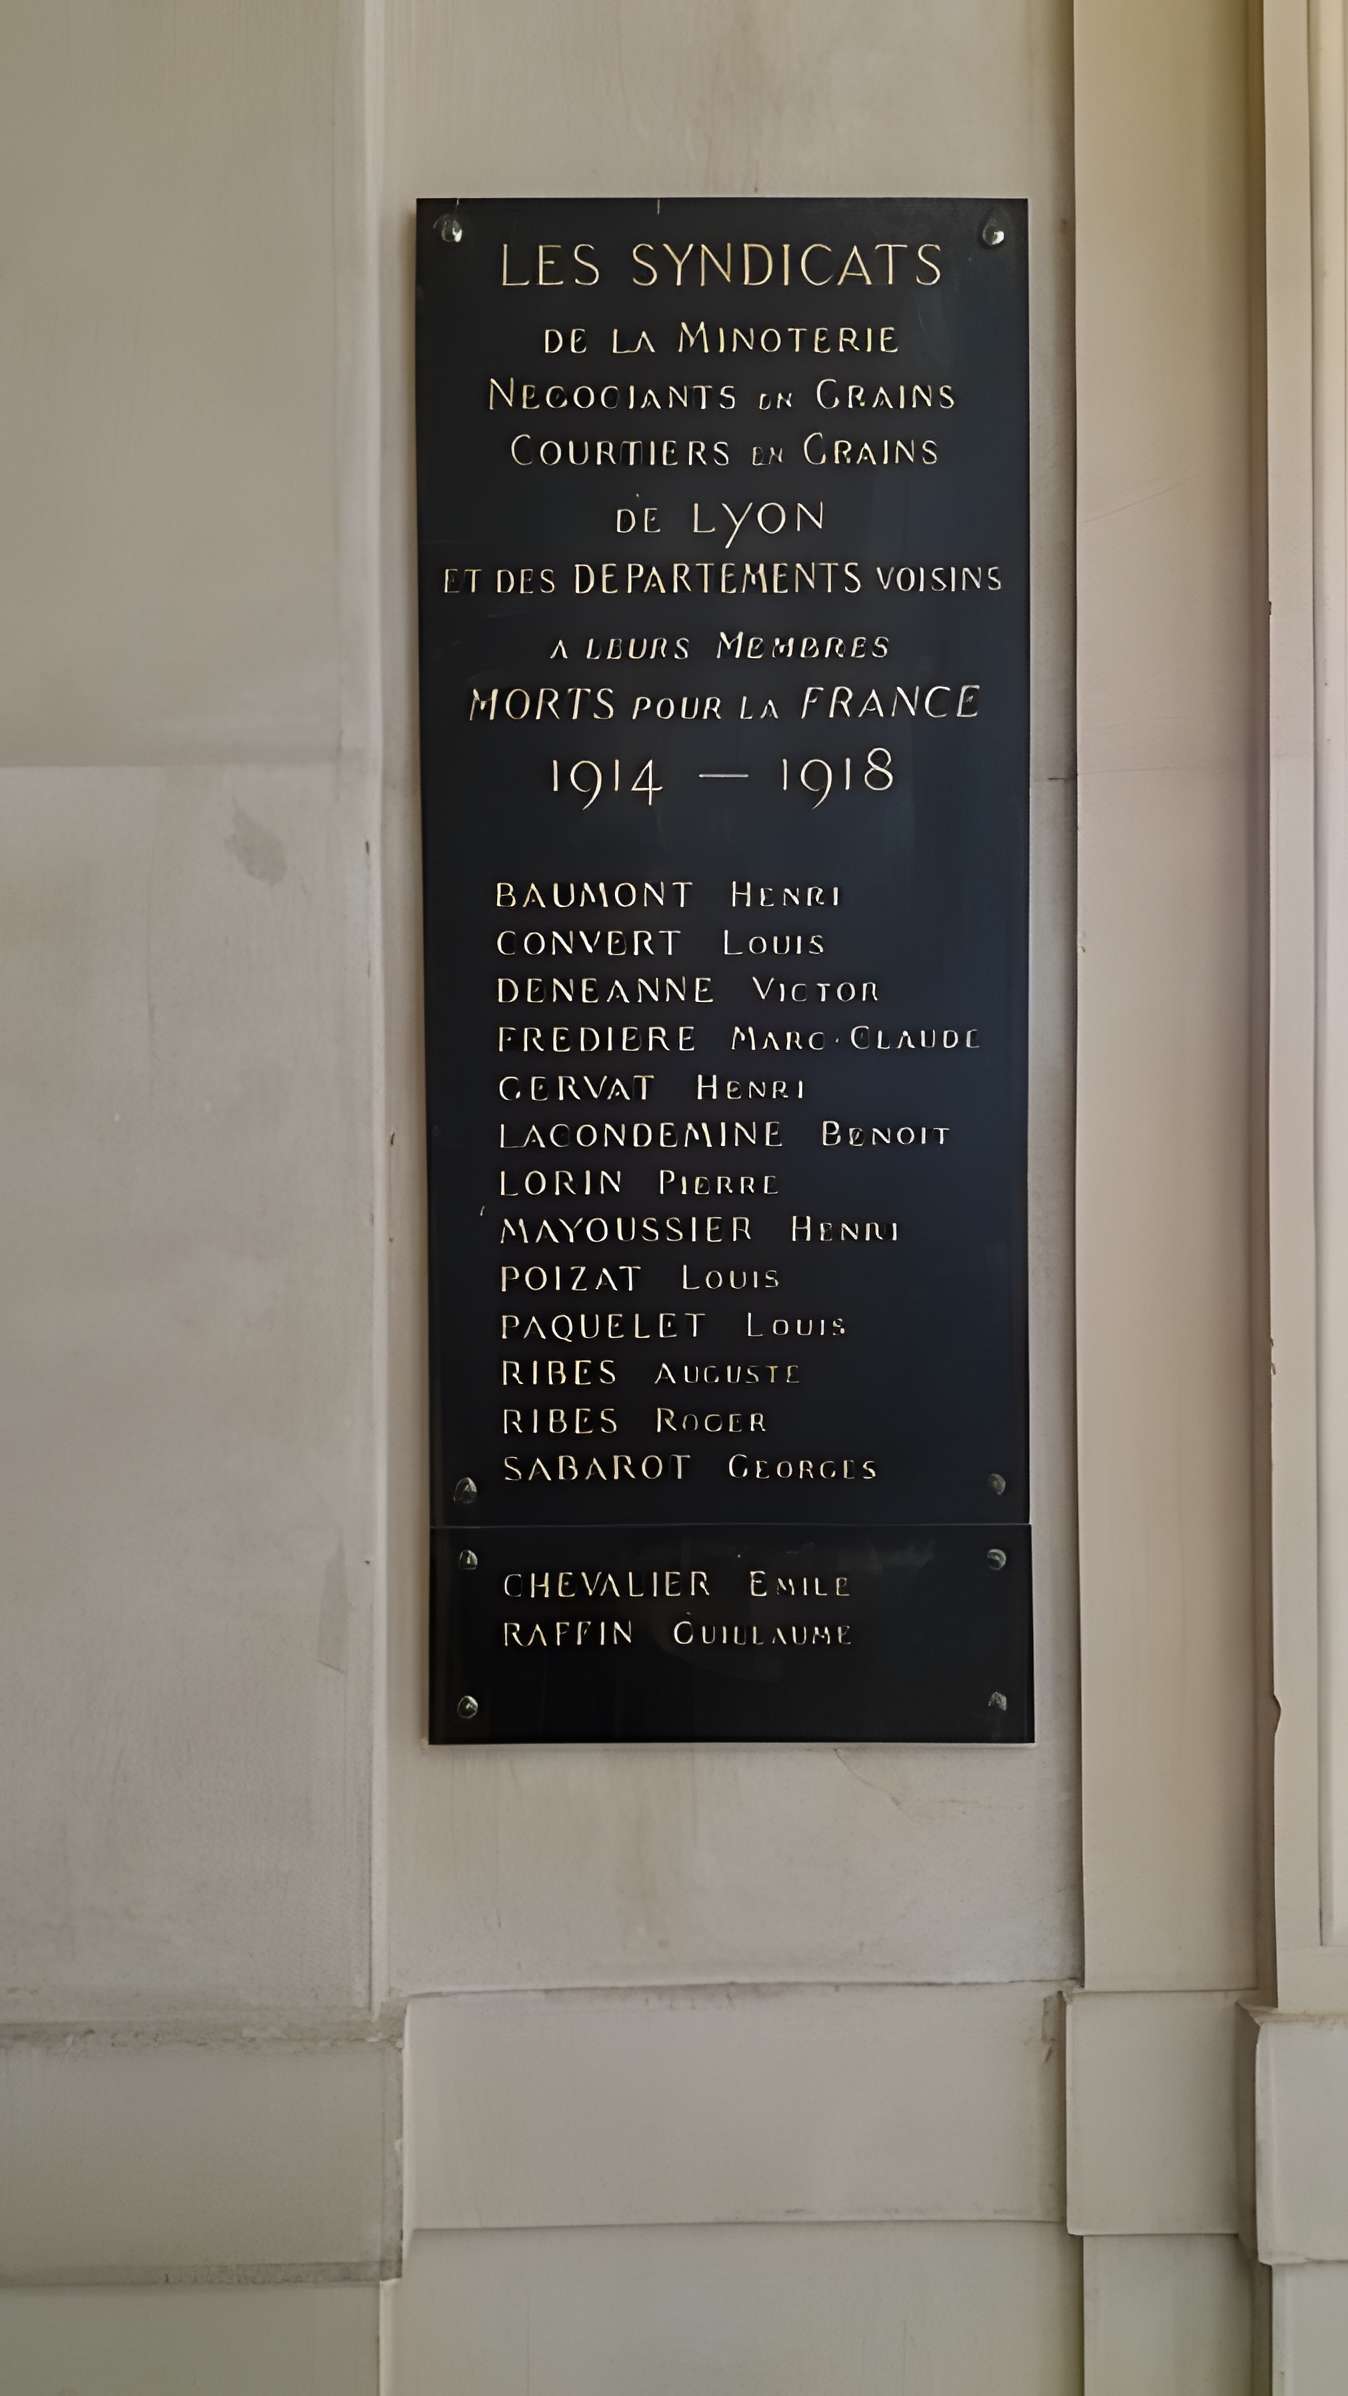 LES SYNDICATS
DE LA MINOTERIE
NEGOCIANTS EN GRAINS
COURTIERS EN GRAINS
DE LYON
ET DES DEPARTEMENTS VOISINS
A LEURS MEMBRES
MORTS POUR LA FRANCE
1914 — 1918
BAUMONT HENRI
CONVERT LOUIS
DENEANNE VICTOR
FREDIERE MARC-CLAUDE
GERVAT HENRI
LACONDEMINE BENOIT
LORIN PIERRE
MAYOUSSIER HENRI
POIZAT LOUIS
PAQUELET LOUIS
RIBES AUGUSTE
RIBES ROGER
SABAROT GEORGES
CHEVALIER EMILE
RAFFIN GUILLAUME